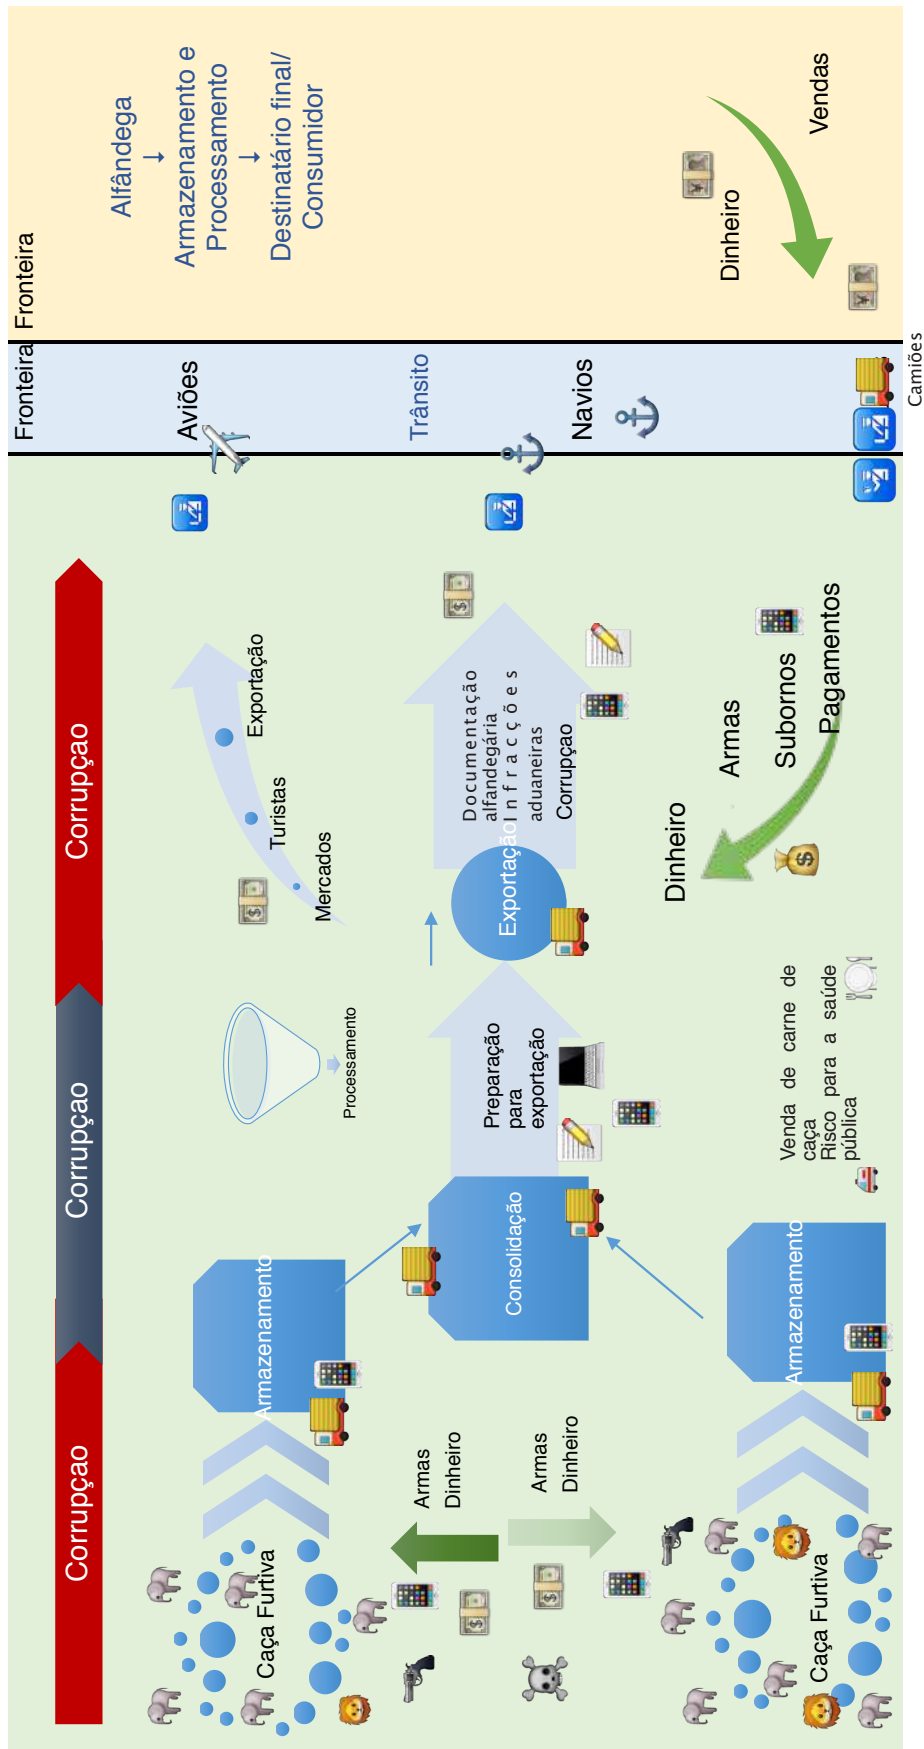 Corrupçao
Corrupçao
Corrupçao
Fronteira
Fronteira
Caça Furtiva
Armazenamento
Processamento
Mercados
Turistas
Exportação
Aviões
Alfândega
↓
Armazenamento e
Processamento
↓
Destinatário final/
Consumidor
Armas
Dinheiro
Armas
Dinheiro
Consolidação
Preparação
para
exportação
Exportação
Documentação
alfandegária
Infracções
aduaneiras
Corrupçao
Trânsito
Navios
Caça Furtiva
Armazenamento
Venda de carne de
caça
Risco para a saúde
pública
Dinheiro
Armas
Subornos
Pagamentos
Dinheiro
Vendas
Camiões